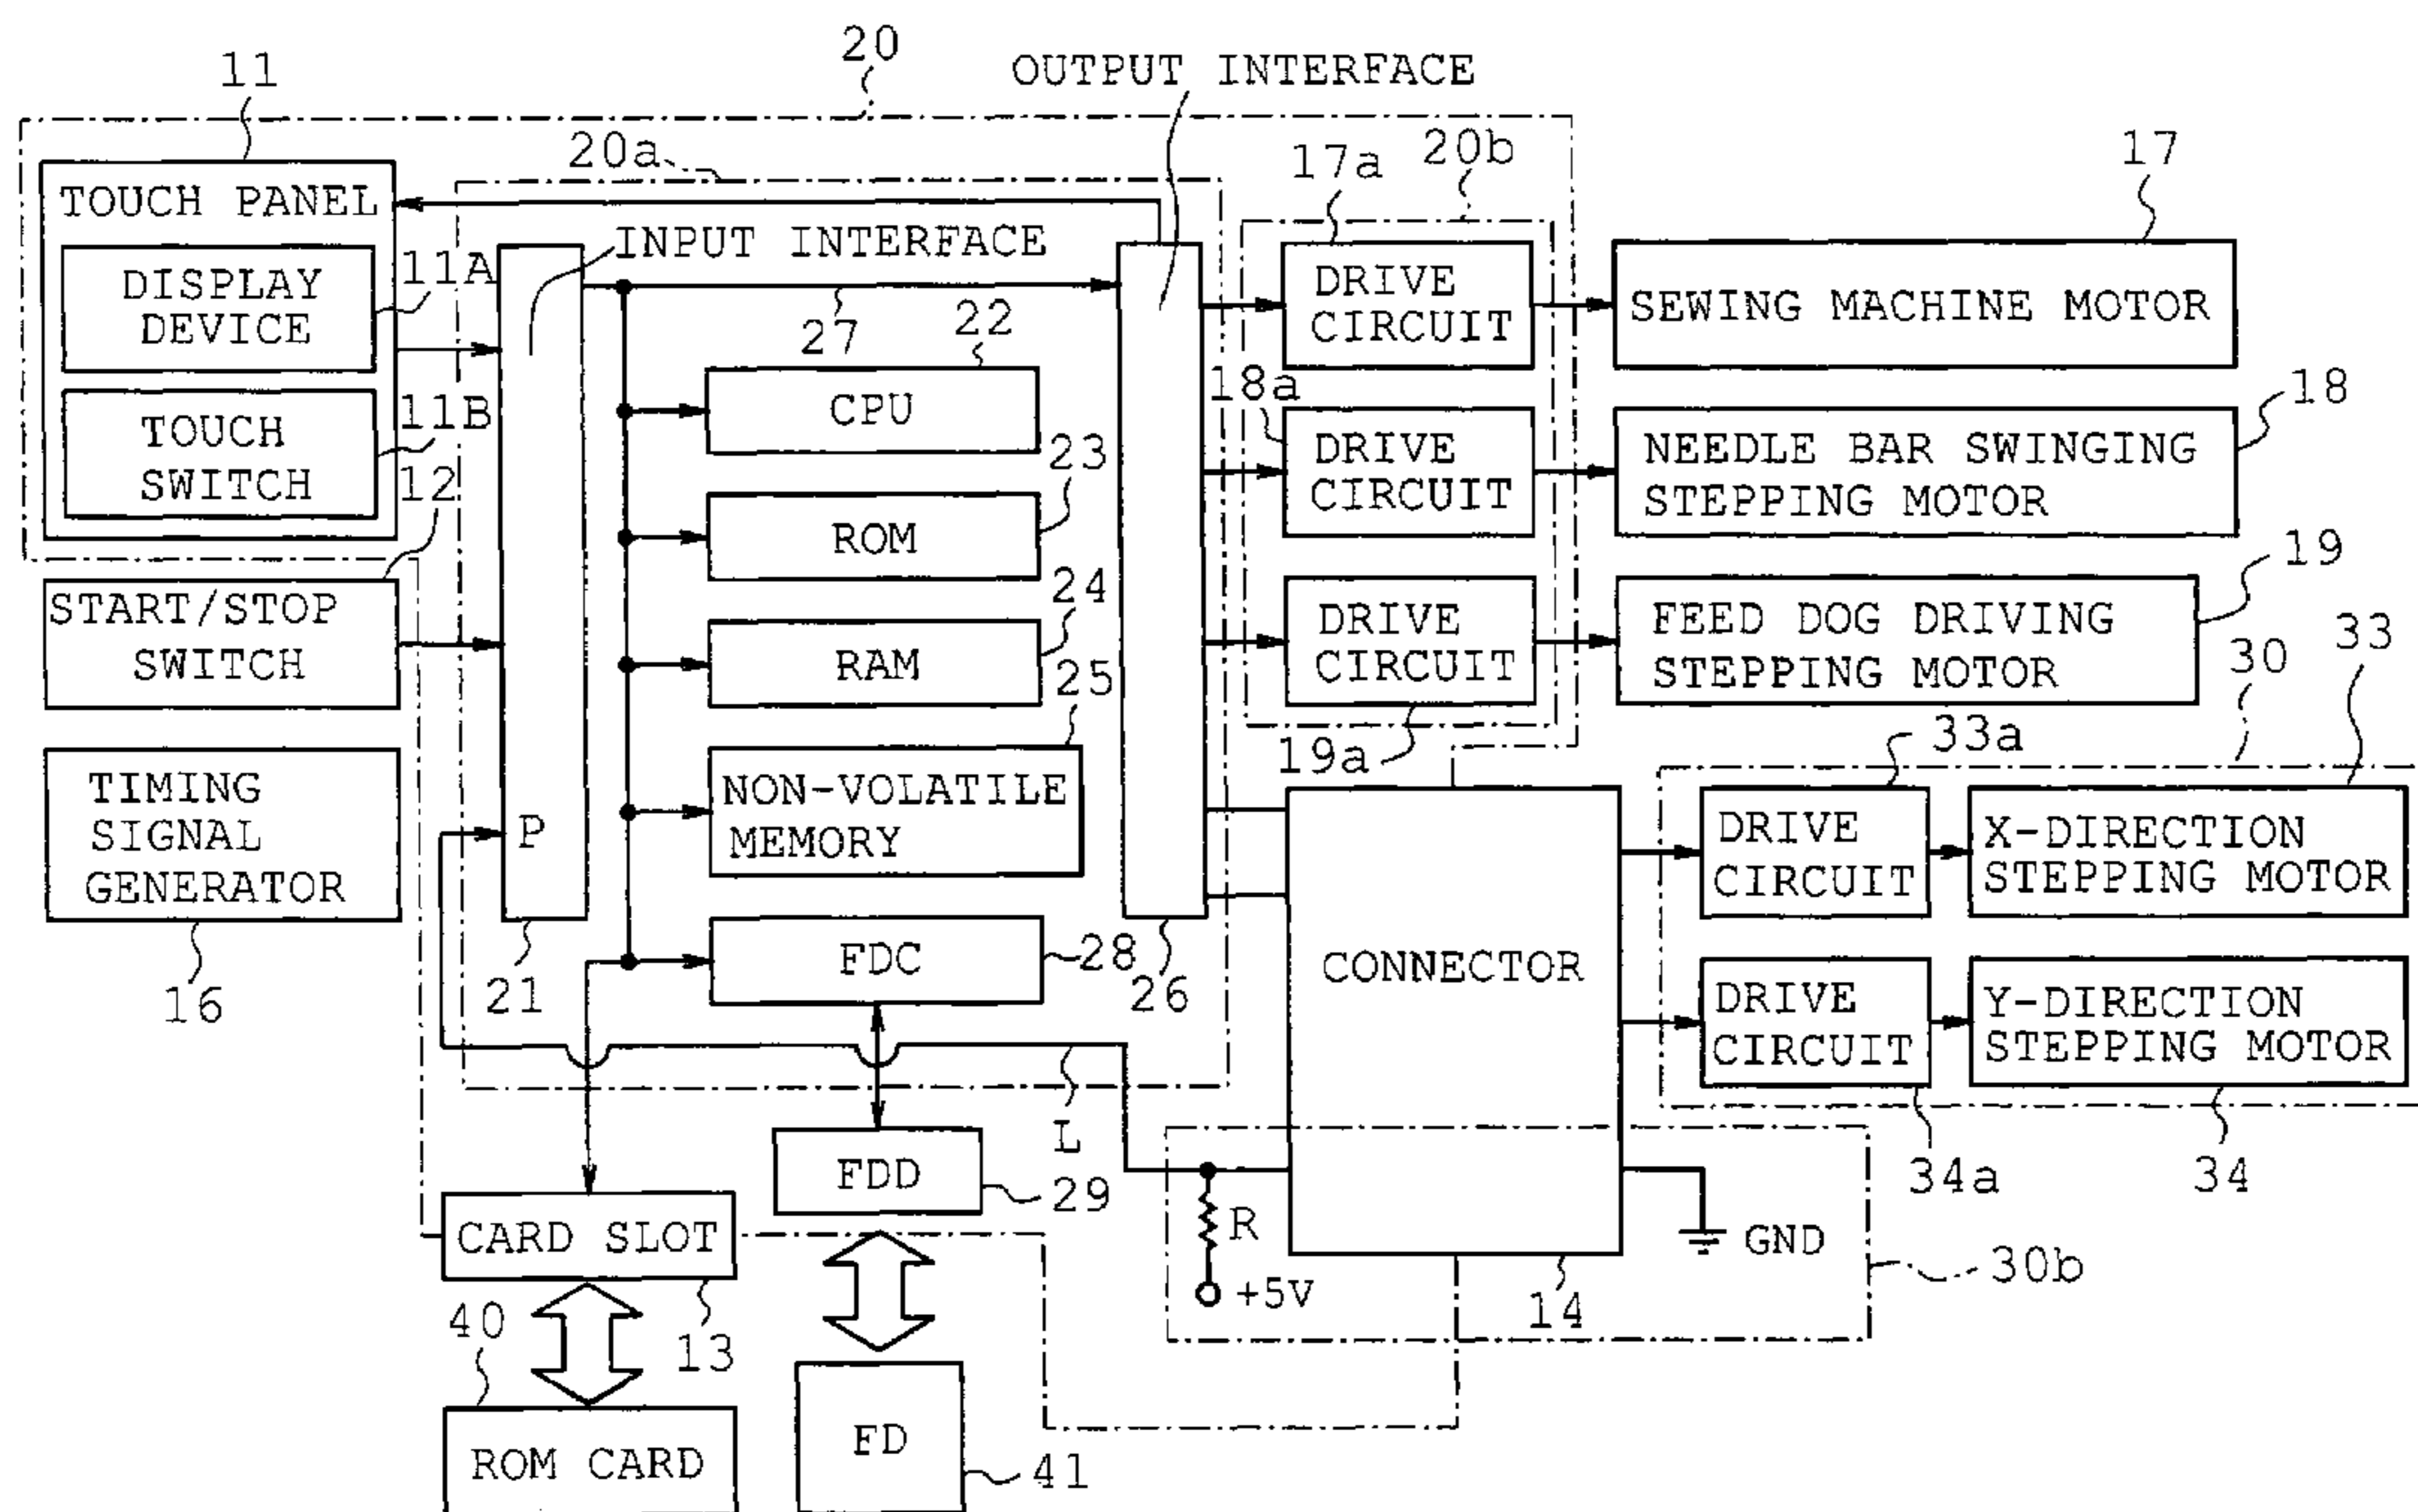 20
OUTPUT INTERFACE
11
20a
17a
20b
17
TOUCH PANEL
INPUT INTERFACE
DISPLAY
DEVICE
11A
27
22
DRIVE
CIRCUIT
SEWING MACHINE MOTOR
TOUCH
SWITCH
11B
12
CPU
18a
DRIVE
CIRCUIT
NEEDLE BAR SWINGING
STEPPING MOTOR
18
23
ROM
START/STOP
SWITCH
24
RAM
25
DRIVE
CIRCUIT
19a
FEED DOG DRIVING
STEPPING MOTOR
19
30
33
33a
TIMING
SIGNAL
GENERATOR
16
P
21
NON-VOLATILE
MEMORY
FDC
28
26
CONNECTOR
DRIVE
CIRCUIT
X-DIRECTION
STEPPING MOTOR
DRIVE
CIRCUIT
Y-DIRECTION
STEPPING MOTOR
34a
34
L
FDD
29
R
+5V
GND
30b
14
CARD SLOT
13
40
ROM CARD
FD
41